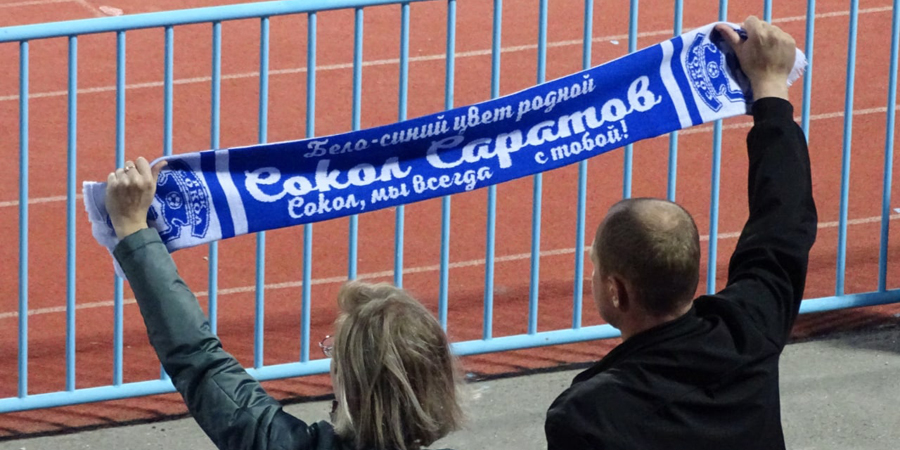 Бело-синий цвет родной
Сокол Саратов
Сокол, мы всегда с тобой!